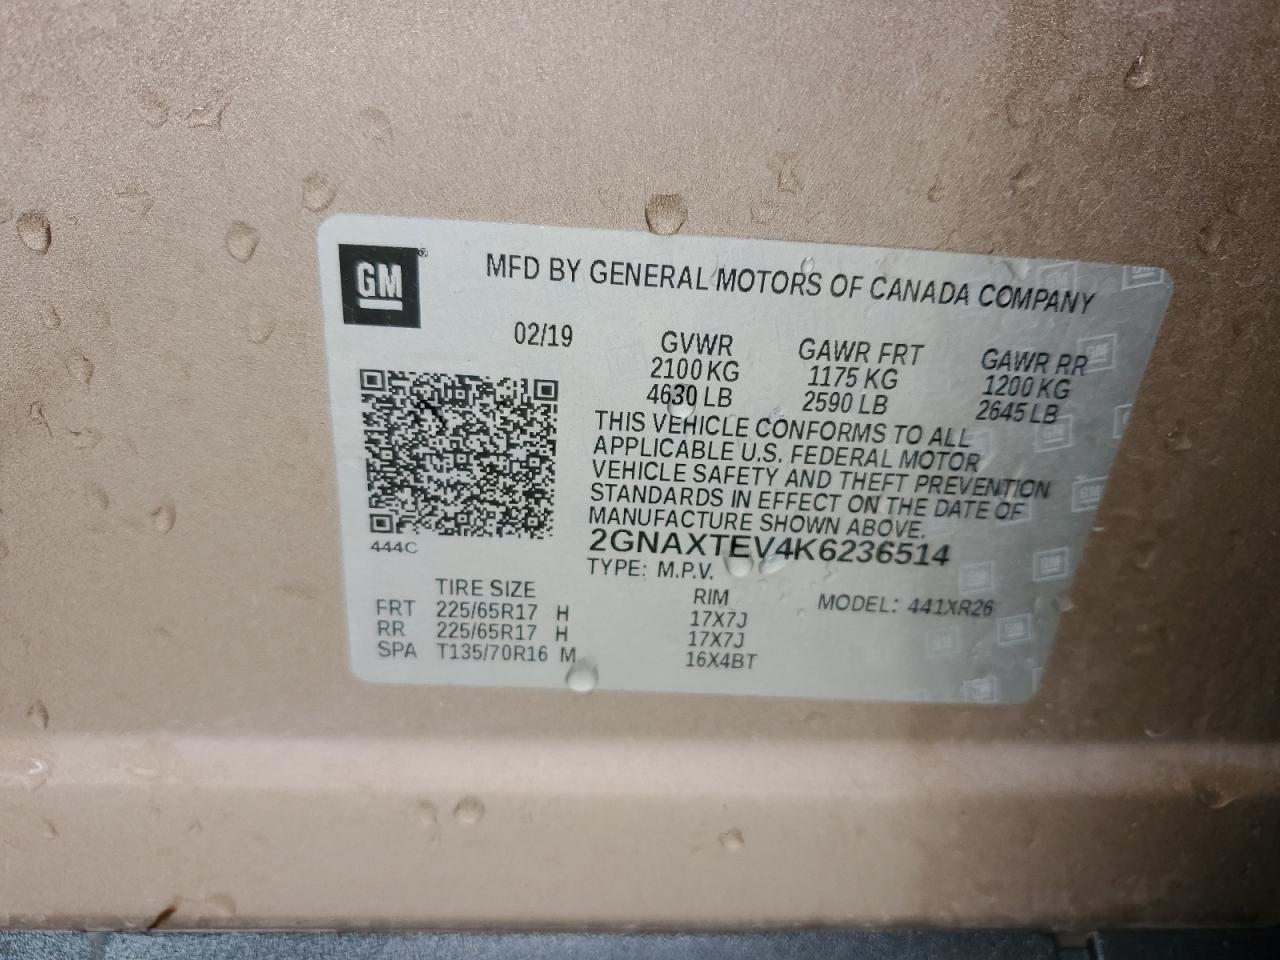 GM
MFD BY GENERAL MOTORS OF CANADA COMPANY
02/19
GVWR
2100 KG
4630 LB
GAWR FRT
1175 KG
2590 LB
GAWR RR
1200 KG
2645 LB
THIS VEHICLE CONFORMS TO ALL
APPLICABLE U.S. FEDERAL MOTOR
VEHICLE SAFETY AND THEFT PREVENTION
STANDARDS IN EFFECT ON THE DATE OF
MANUFACTURE SHOWN ABOVE.
2GNAXTEV4K6236514
TYPE: M.P.V.
444C
TIRE SIZE RIM MODEL: 441XR26
FRT 225/65R17 H 17X7J
RR 225/65R17 H 17X7J
SPA T135/70R16 M 16X4BT